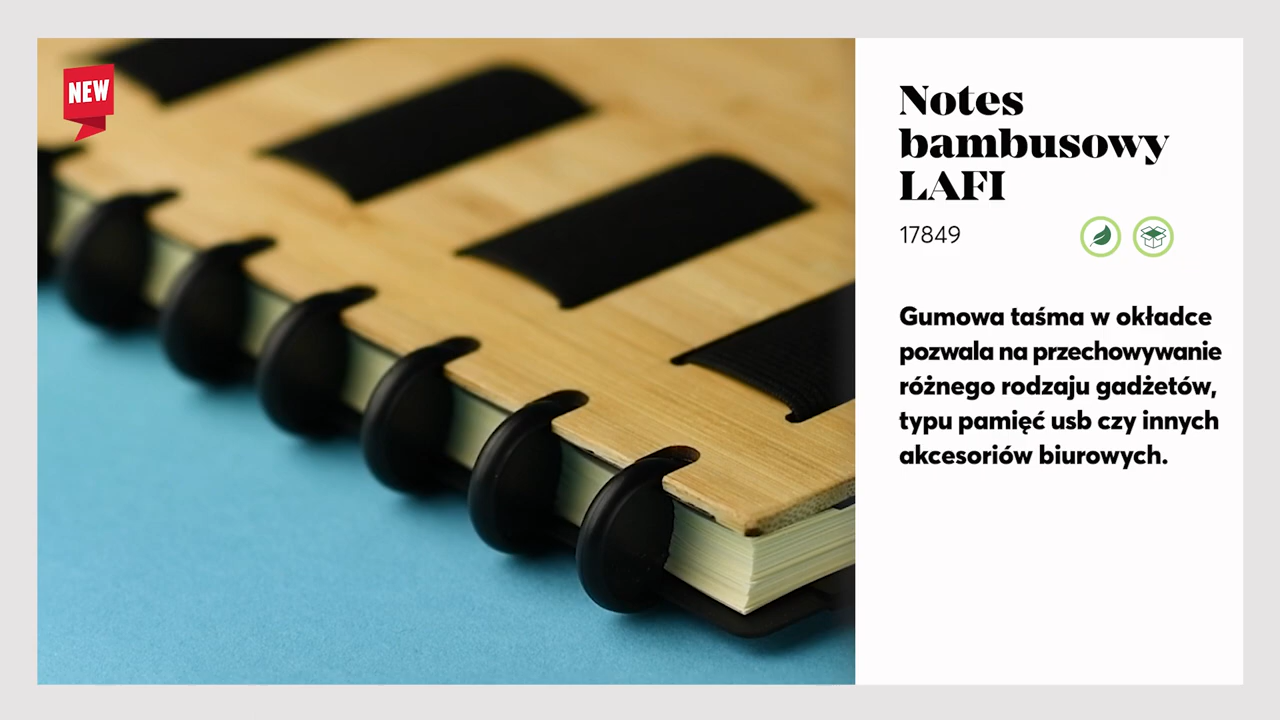 NEW
Notes
bambusowy
LAFI
17849
Gumowa taśma w okładce
pozwala na przechowywanie
różnego rodzaju gadżetów,
typu pamięć usb czy innych
akcesoriów biurowych.